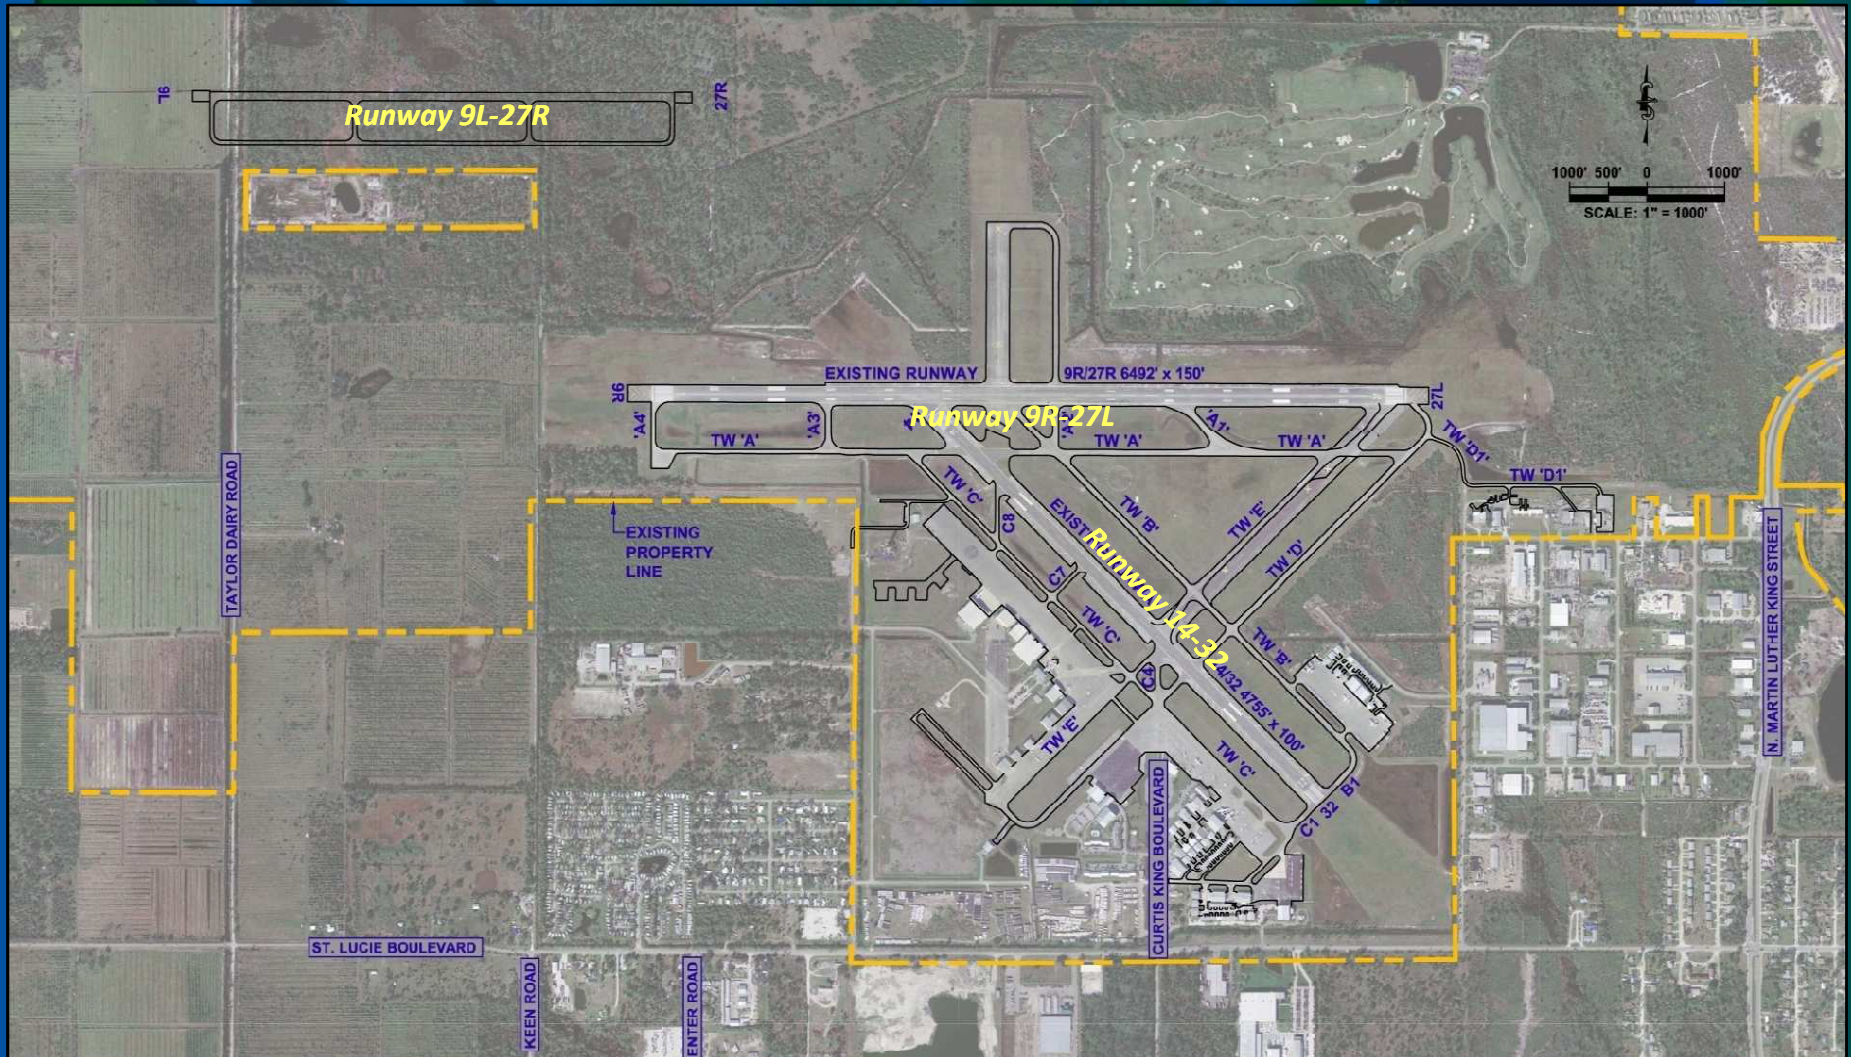 9L
Runway 9L-27R
27R
1000' 500' 0 1000'
SCALE: 1" = 1000'
EXISTING RUNWAY 9R/27R 6492' x 150'
9R
27L
Runway 9R-27L
'A4'
TW 'A'
'A3'
TW 'A'
'A1'
TW 'A'
TW 'D1'
TW 'D1'
TW 'C'
C8
TW 'B'
TW 'E'
TW 'D'
Runway 14-32
EXISTING
PROPERTY
LINE
TAYLOR DAIRY ROAD
C7
TW 'C'
C4
TW 'B'
4/32 4755' X 100'
TW 'E'
TW 'C'
B1
32
C1
CURTIS KING BOULEVARD
N. MARTIN LUTHER KING STREET
ST. LUCIE BOULEVARD
KEEN ROAD
ENTER ROAD